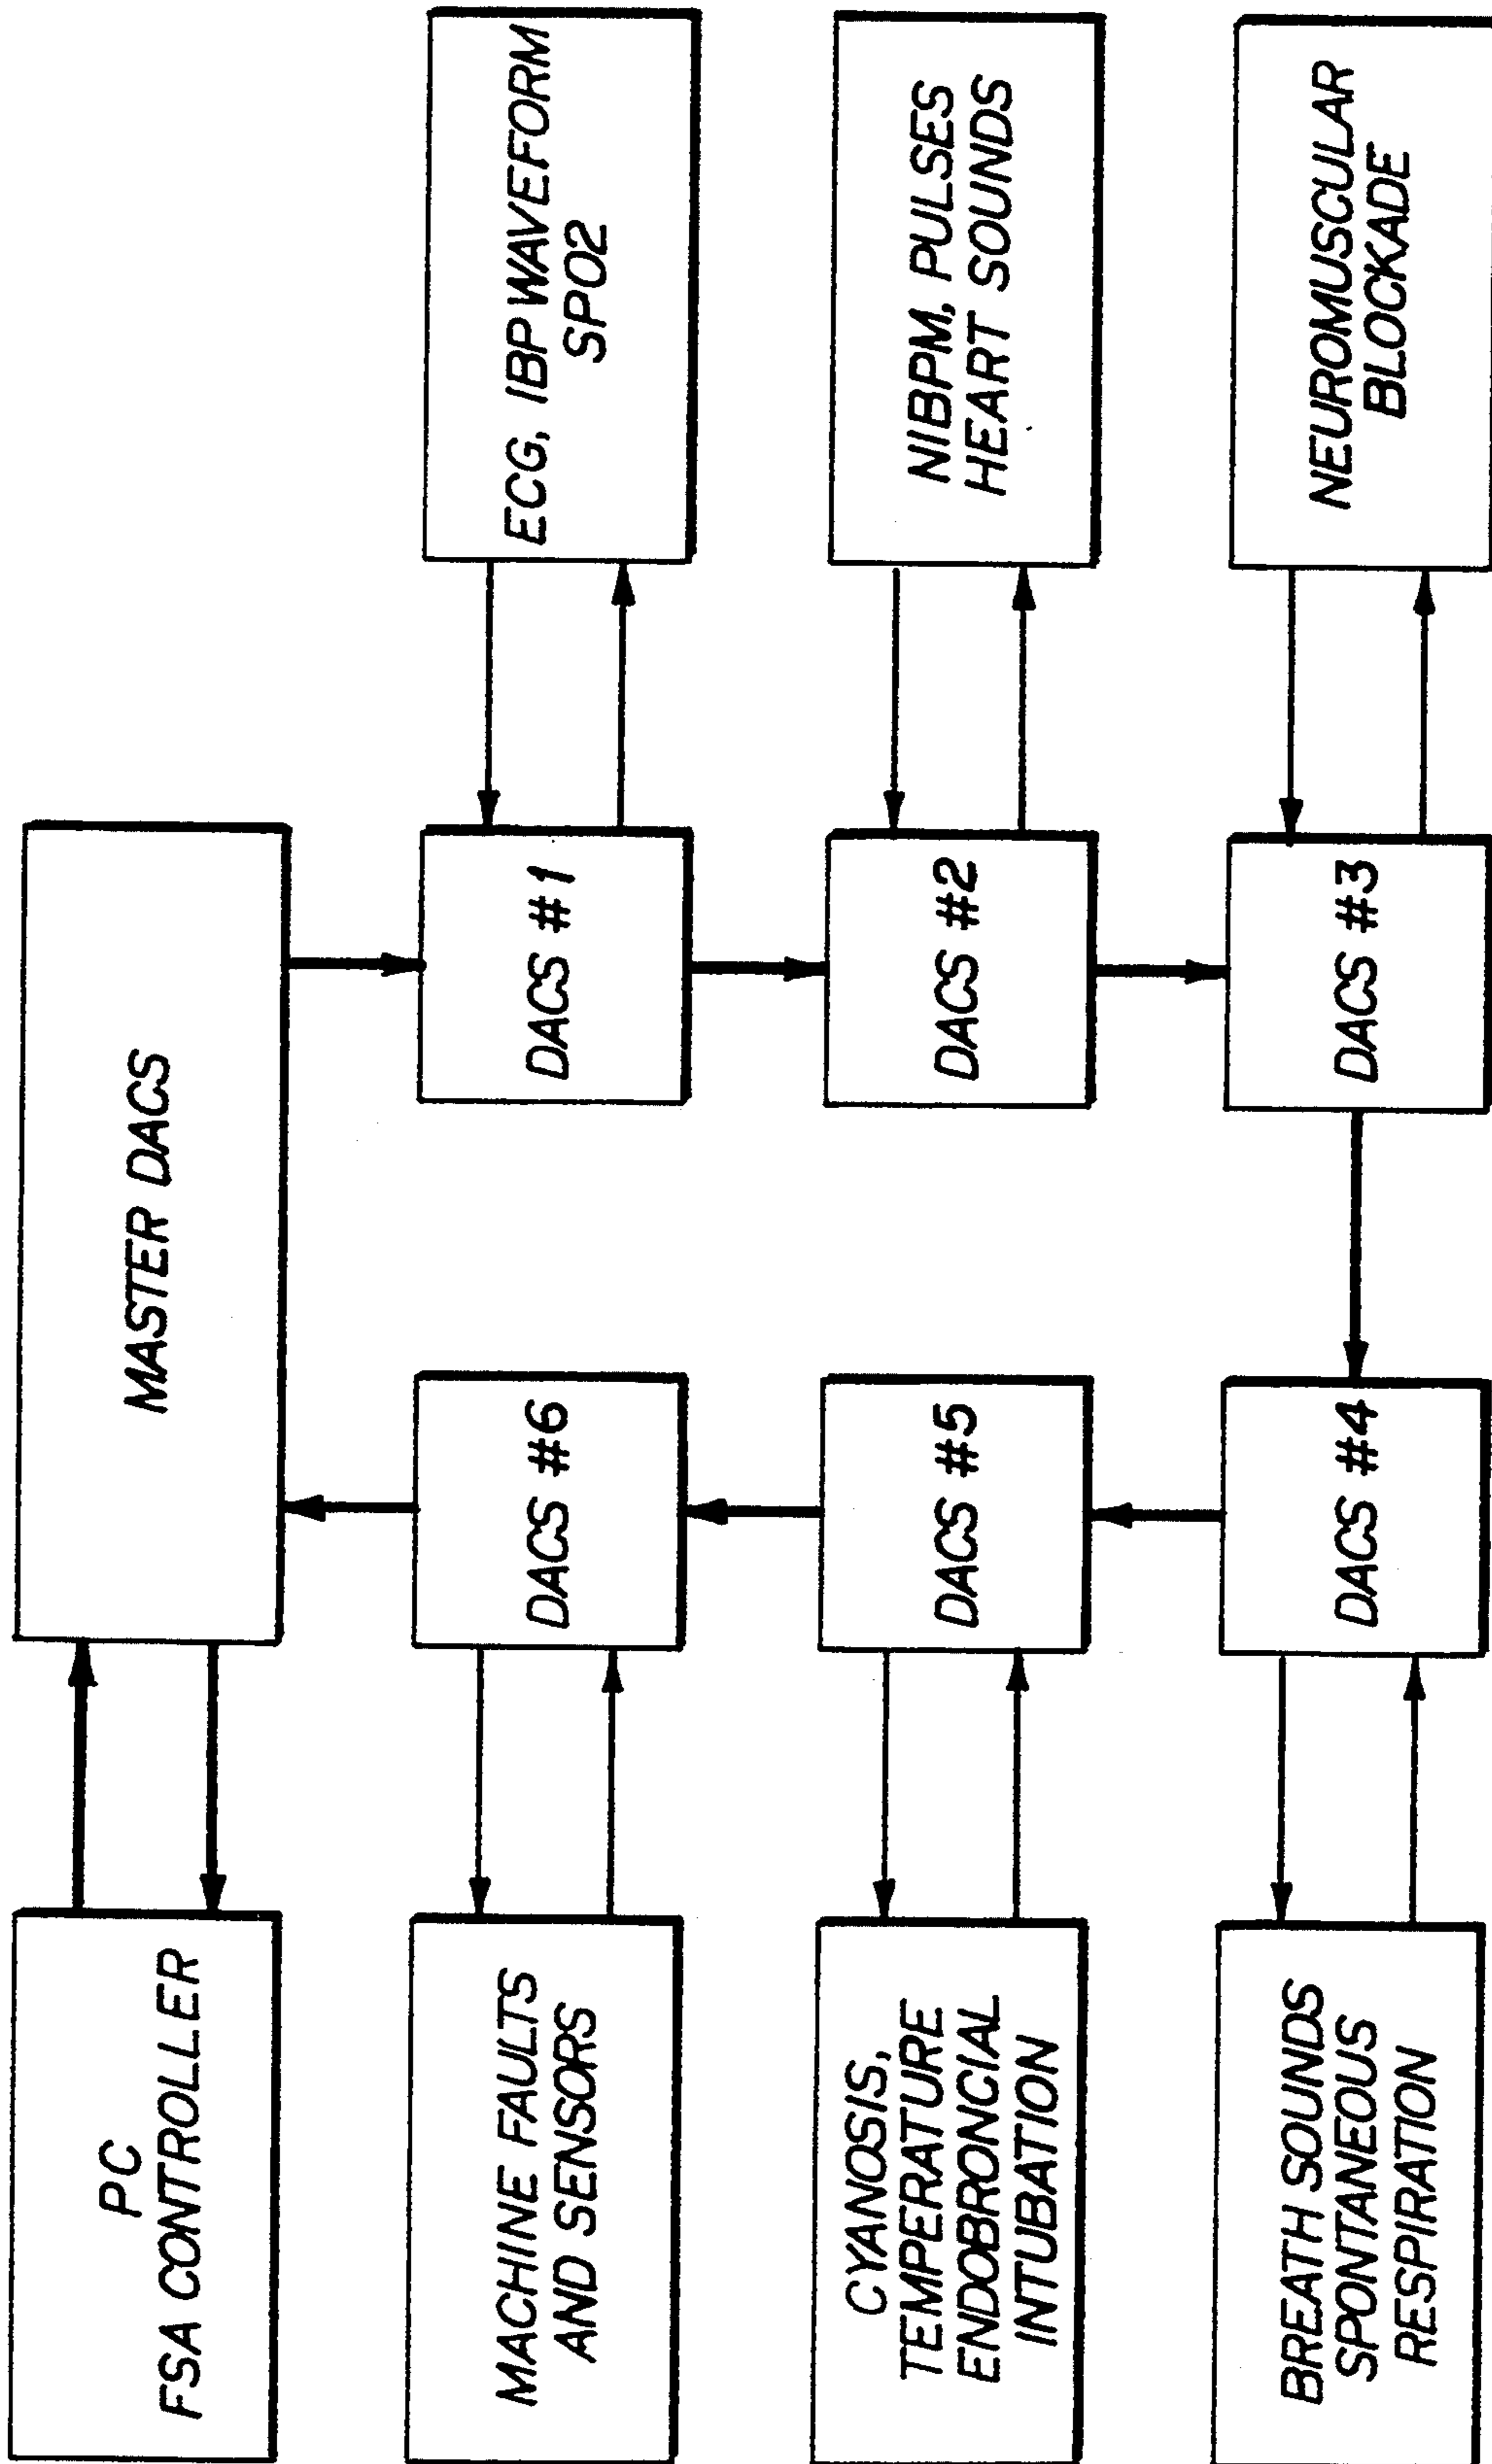 PC
FSA CONTROLLER
MASTER DACS
MACHINE FAULTS
AND SENSORS
DACS #6
DACS #1
ECG, IBP WAVEFORM
SPO2
CYANOSIS,
TEMPERATURE
ENDOBRONCIAL
INTUBATION
DACS #5
DACS #2
NIBPM, PULSES
HEART SOUNDS
BREATH SOUNDS
SPONTANEOUS
RESPIRATION
DACS #4
DACS #3
NEUROMUSCULAR
BLOCKADE